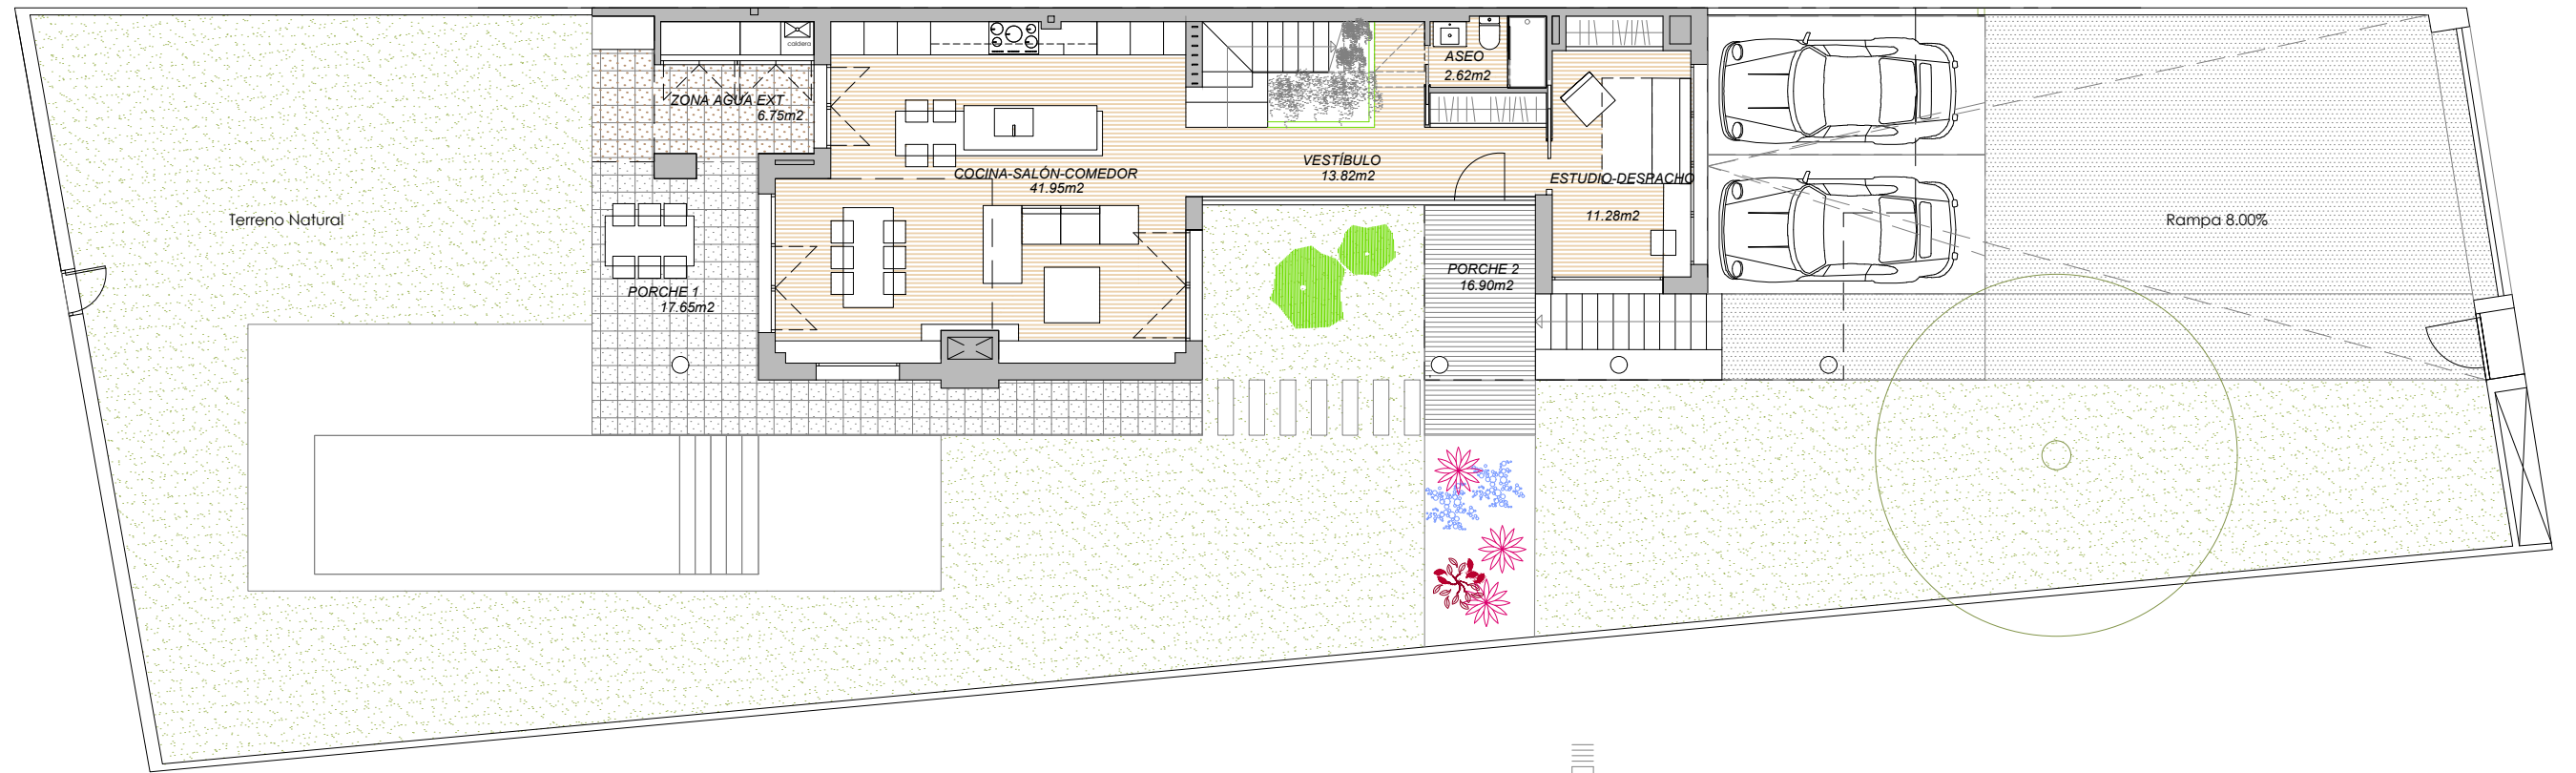 caldera
ASEO
2.62m2
ZONA AGUA EXT
6.75m2
VESTÍBULO
13.82m2
COCINA-SALÓN-COMEDOR
41.95m2
ESTUDIO-DESPACHO
11.28m2
Terreno Natural
Rampa 8.00%
PORCHE 2
16.90m2
PORCHE 1
17.65m2